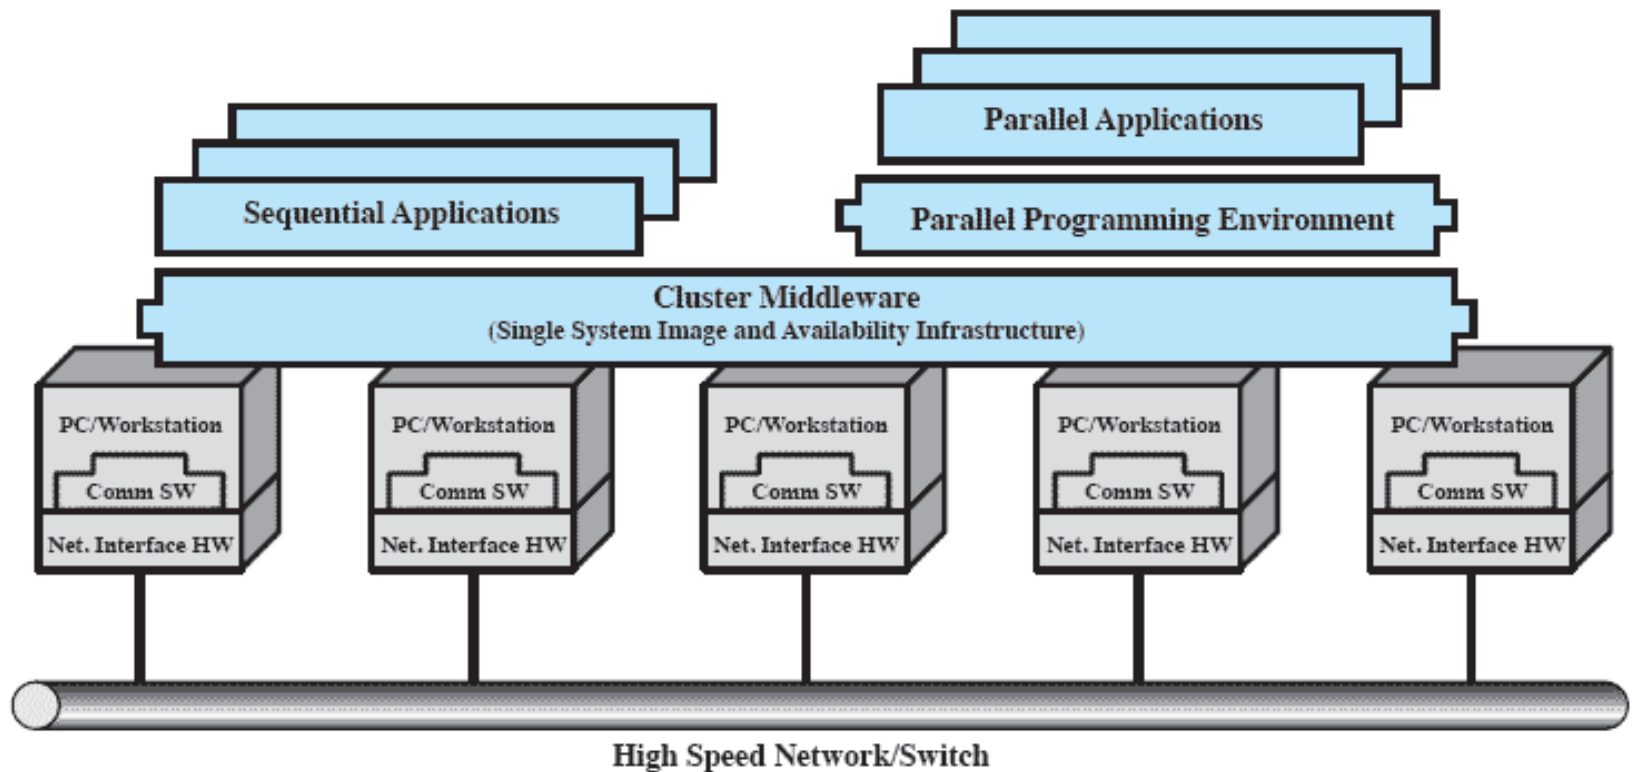 Parallel Applications
Sequential Applications
Parallel Programming Environment
Cluster Middleware
(Single System Image and Availability Infrastructure)
PC/Workstation
Comm SW
Net. Interface HW
PC/Workstation
Comm SW
Net. Interface HW
PC/Workstation
Comm SW
Net. Interface HW
PC/Workstation
Comm SW
Net. Interface HW
PC/Workstation
Comm SW
Net. Interface HW
High Speed Network/Switch